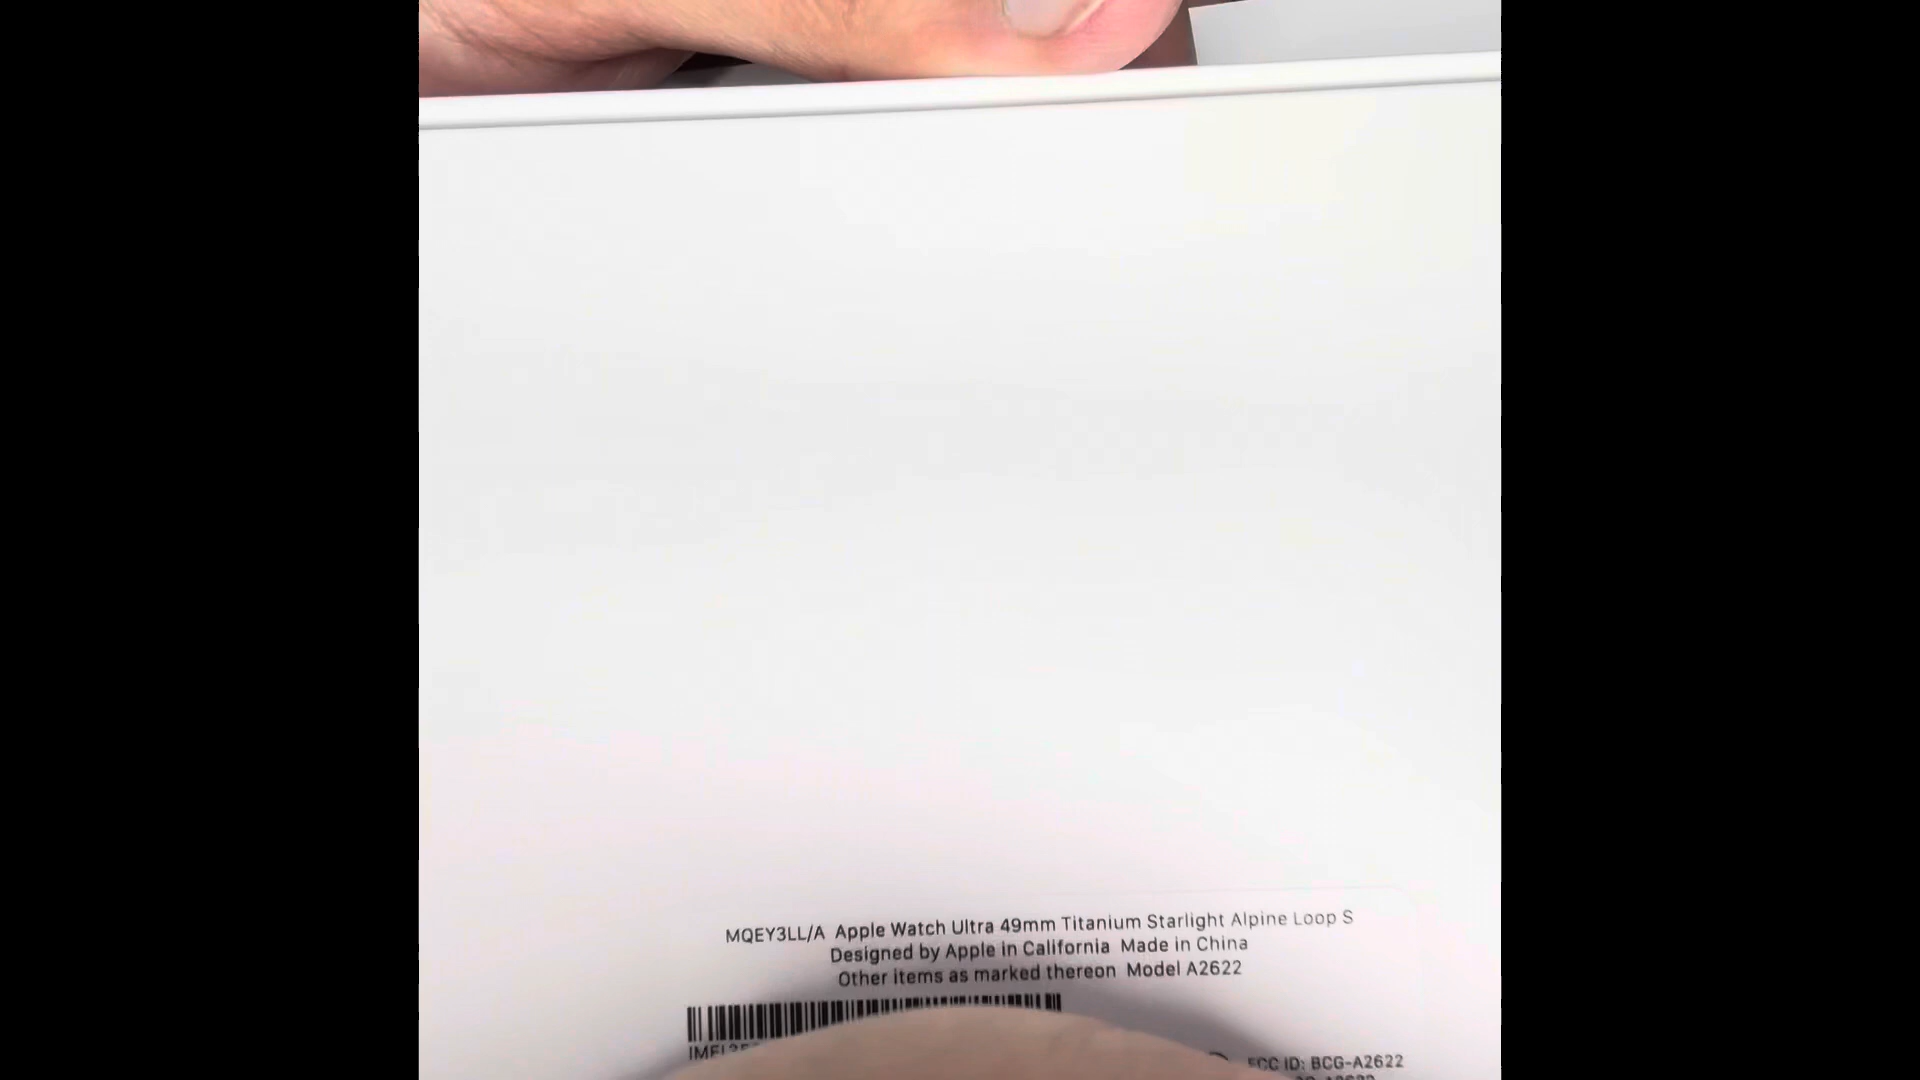 MQEY3LL/A Apple Watch Ultra 49mm Titanium Starlight Alpine Loop S
Designed by Apple in California Made in China
Other items as marked thereon Model A2622
FCC ID: BCG-A2622